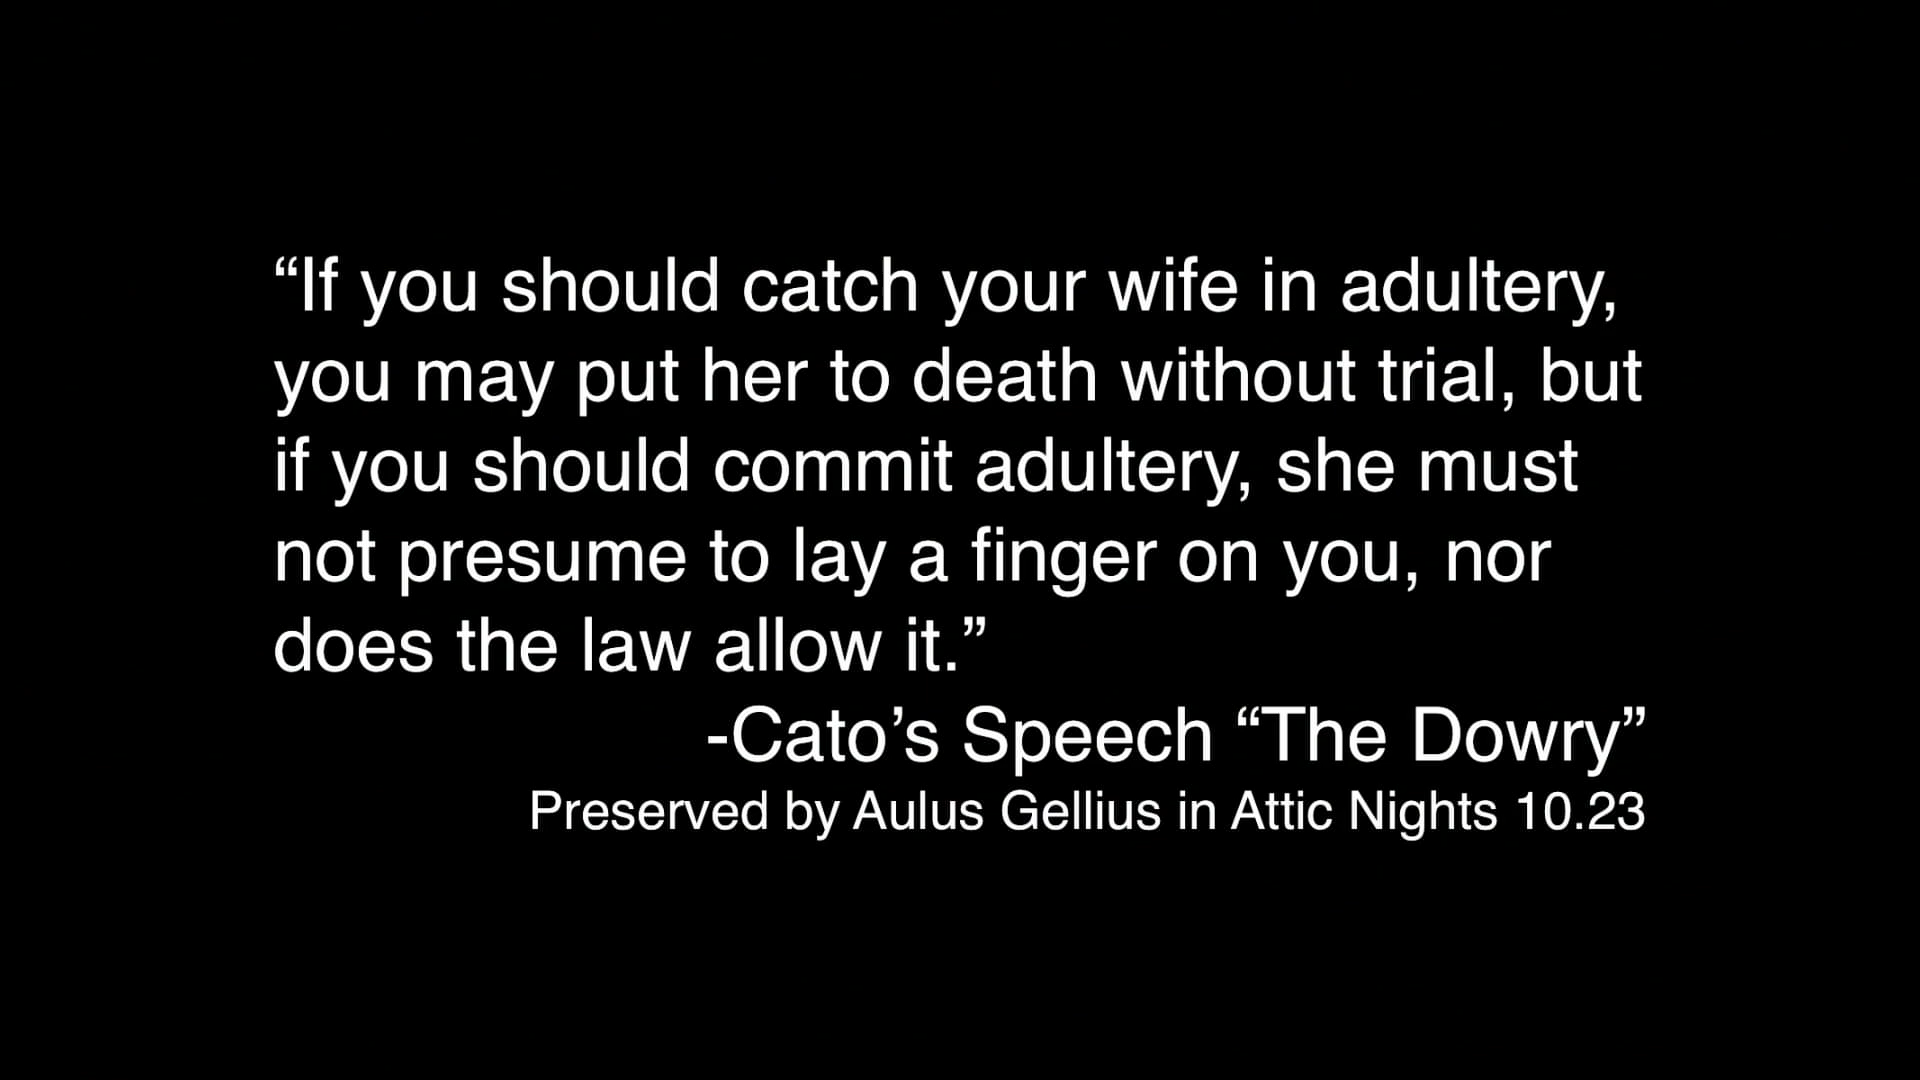 “If you should catch your wife in adultery,
you may put her to death without trial, but
if you should commit adultery, she must
not presume to lay a finger on you, nor
does the law allow it.”
-Cato’s Speech “The Dowry”
Preserved by Aulus Gellius in Attic Nights 10.23